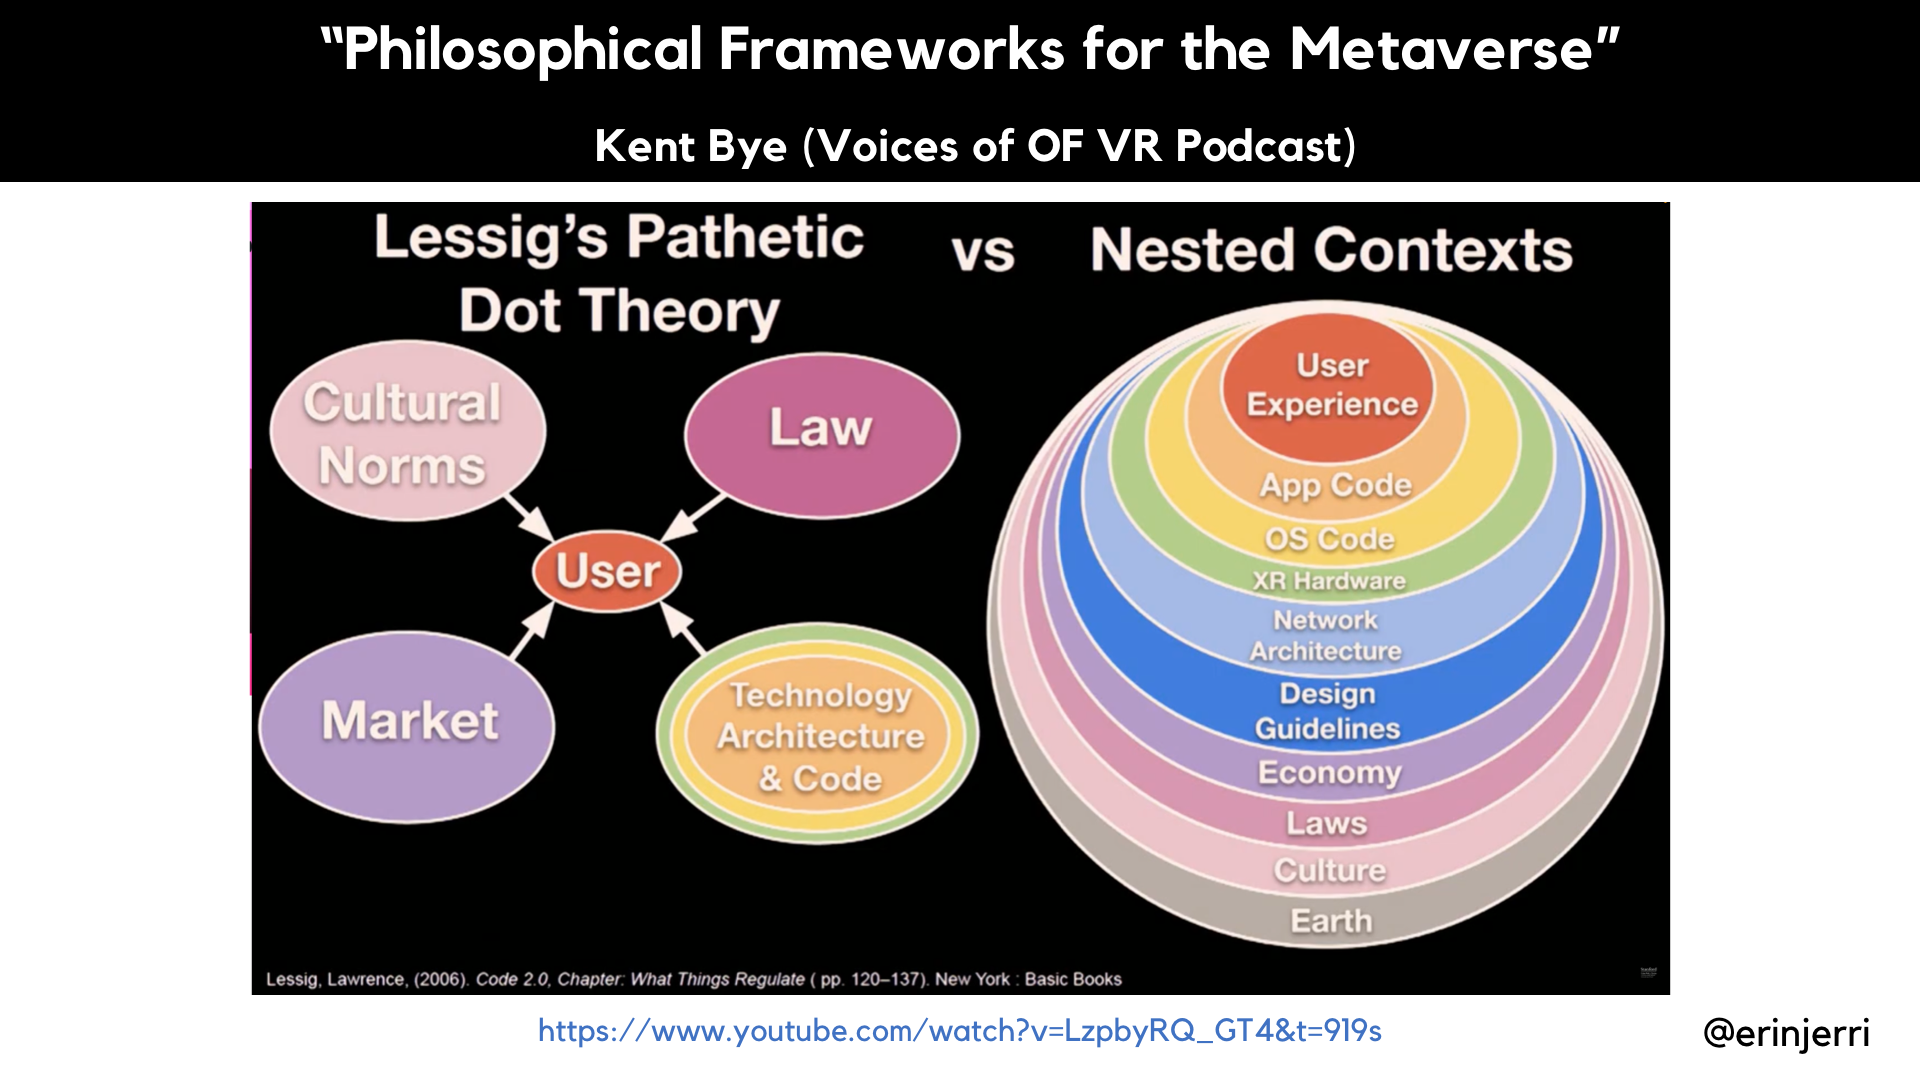 “Philosophical Frameworks for the Metaverse”
Kent Bye (Voices of OF VR Podcast)
Lessig’s Pathetic
Dot Theory
vs
Nested Contexts
Cultural
Norms
Law
User
Market
Technology
Architecture
& Code
User
Experience
App Code
OS Code
XR Hardware
Network
Architecture
Design
Guidelines
Economy
Laws
Culture
Earth
Lessig, Lawrence, (2006). Code 2.0, Chapter: What Things Regulate ( pp. 120–137). New York : Basic Books
https://www.youtube.com/watch?v=LzpbyRQ_GT4&t=919s
@erinjerri